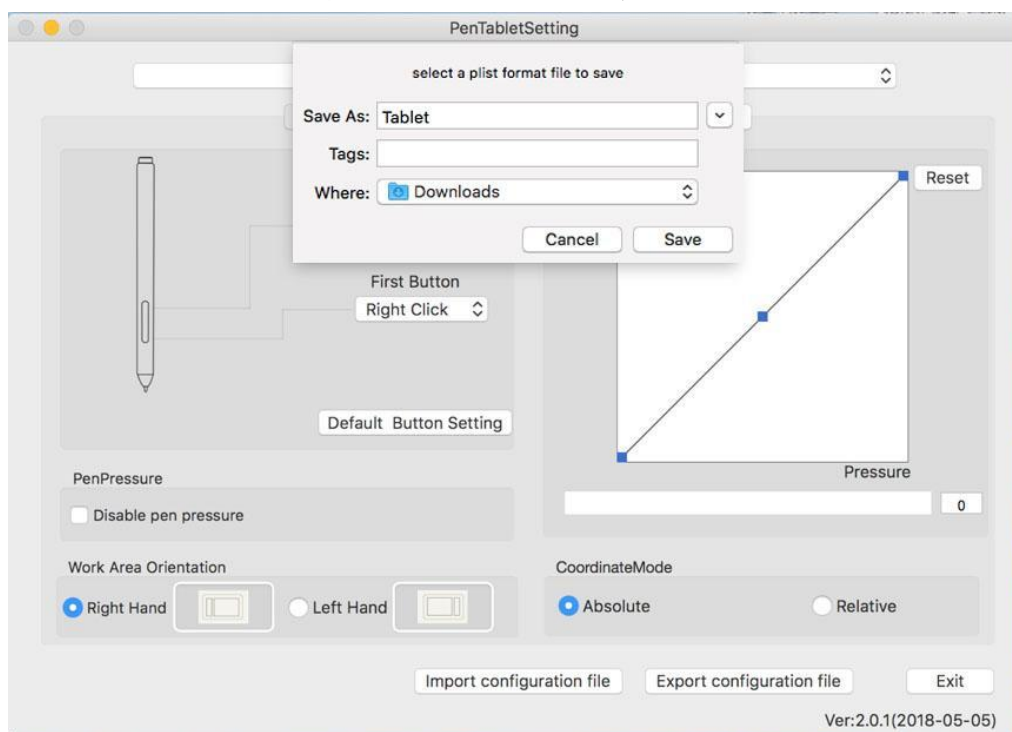 PenTabletSetting
select a plist format file to save
Save As: Tablet
Tags:
Where: Downloads
Cancel Save
Reset
First Button
Right Click
Default Button Setting
Pressure
0
PenPressure
Disable pen pressure
Work Area Orientation
Right Hand Left Hand
CoordinateMode
Absolute Relative
Import configuration file Export configuration file Exit
Ver:2.0.1(2018-05-05)